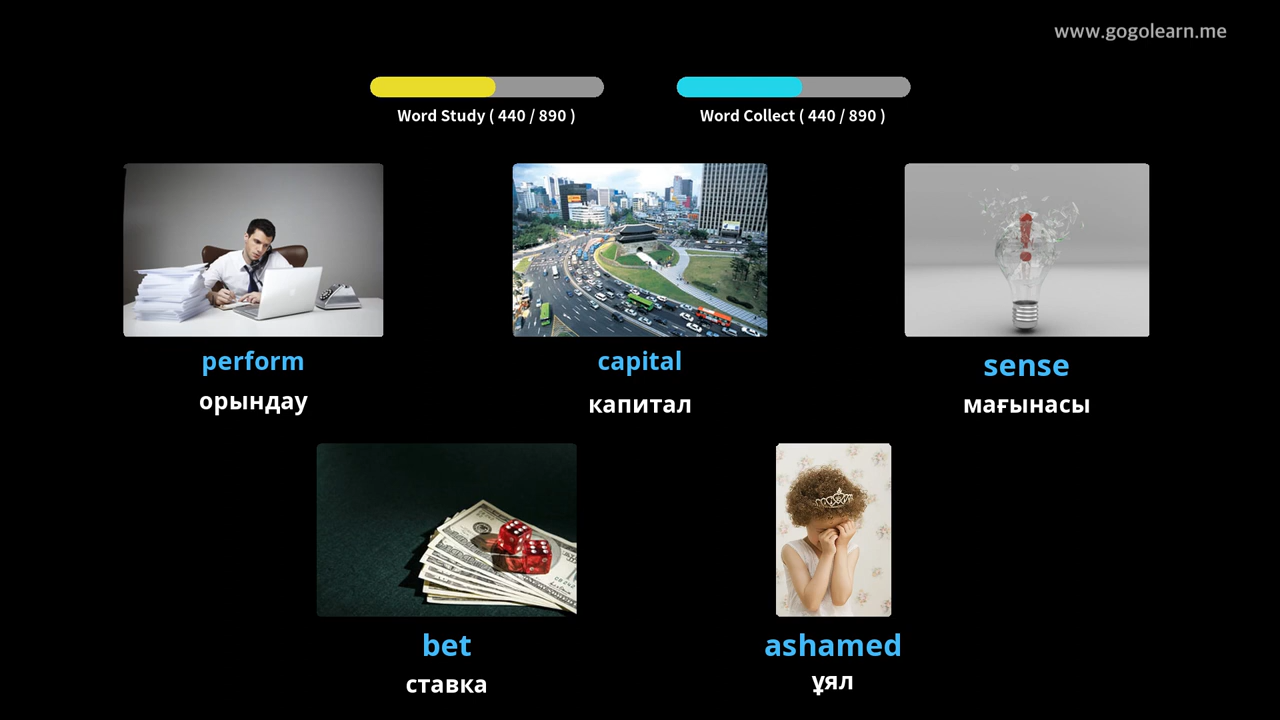 www.gogolearn.me
Word Study ( 440 / 890 )
Word Collect ( 440 / 890 )
perform
орындау
capital
капитал
sense
мағынасы
bet
ставка
ashamed
ұял